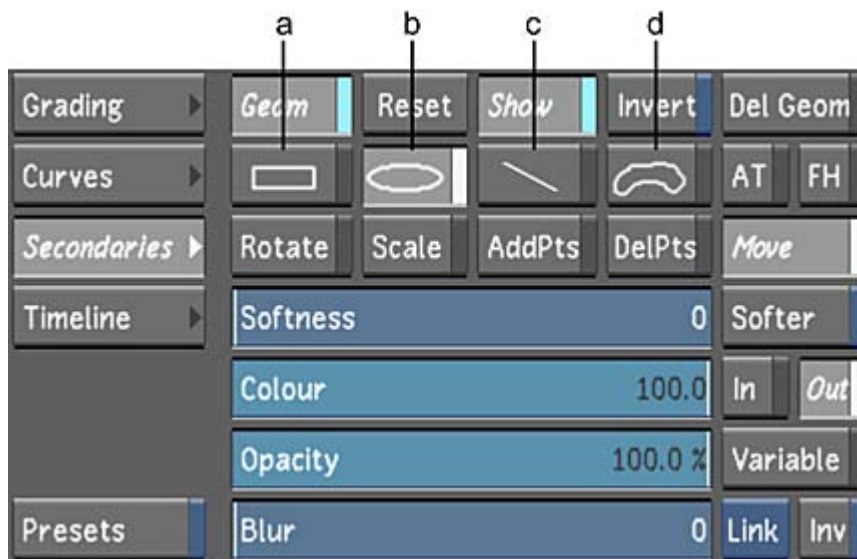 a b c d
Grading Geom Reset Show Invert Del Geom
Curves AT FH
Secondaries Rotate Scale AddPts DelPts Move
Timeline Softness 0 Softer
Colour 100.0 In Out
Opacity 100.0 % Variable
Presets Blur 0 Link Inv